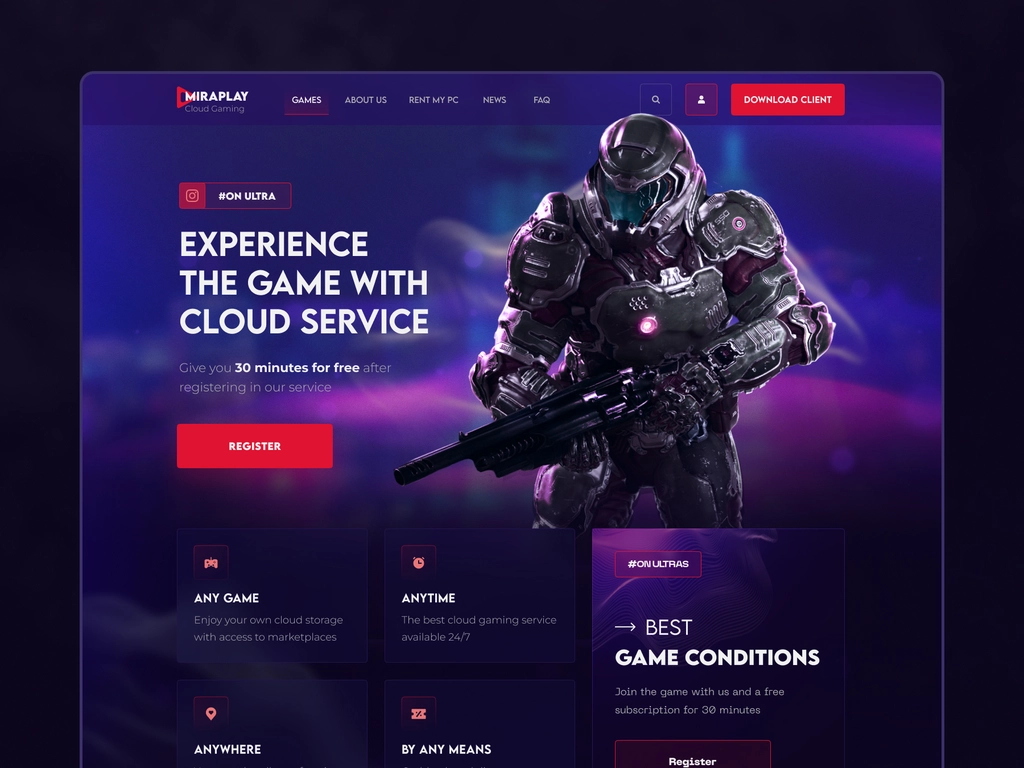 MIRAPLAY
Cloud Gaming
GAMES
ABOUT US
RENT MY PC
NEWS
FAQ
DOWNLOAD CLIENT
#ON ULTRA
EXPERIENCE
THE GAME WITH
CLOUD SERVICE
Give you 30 minutes for free after
registering in our service
REGISTER
ANY GAME
Enjoy your own cloud storage
with access to marketplaces
ANYTIME
The best cloud gaming service
available 24/7
#ON ULTRAS
BEST
GAME CONDITIONS
Join the game with us and a free
subscription for 30 minutes
Register
ANYWHERE
BY ANY MEANS